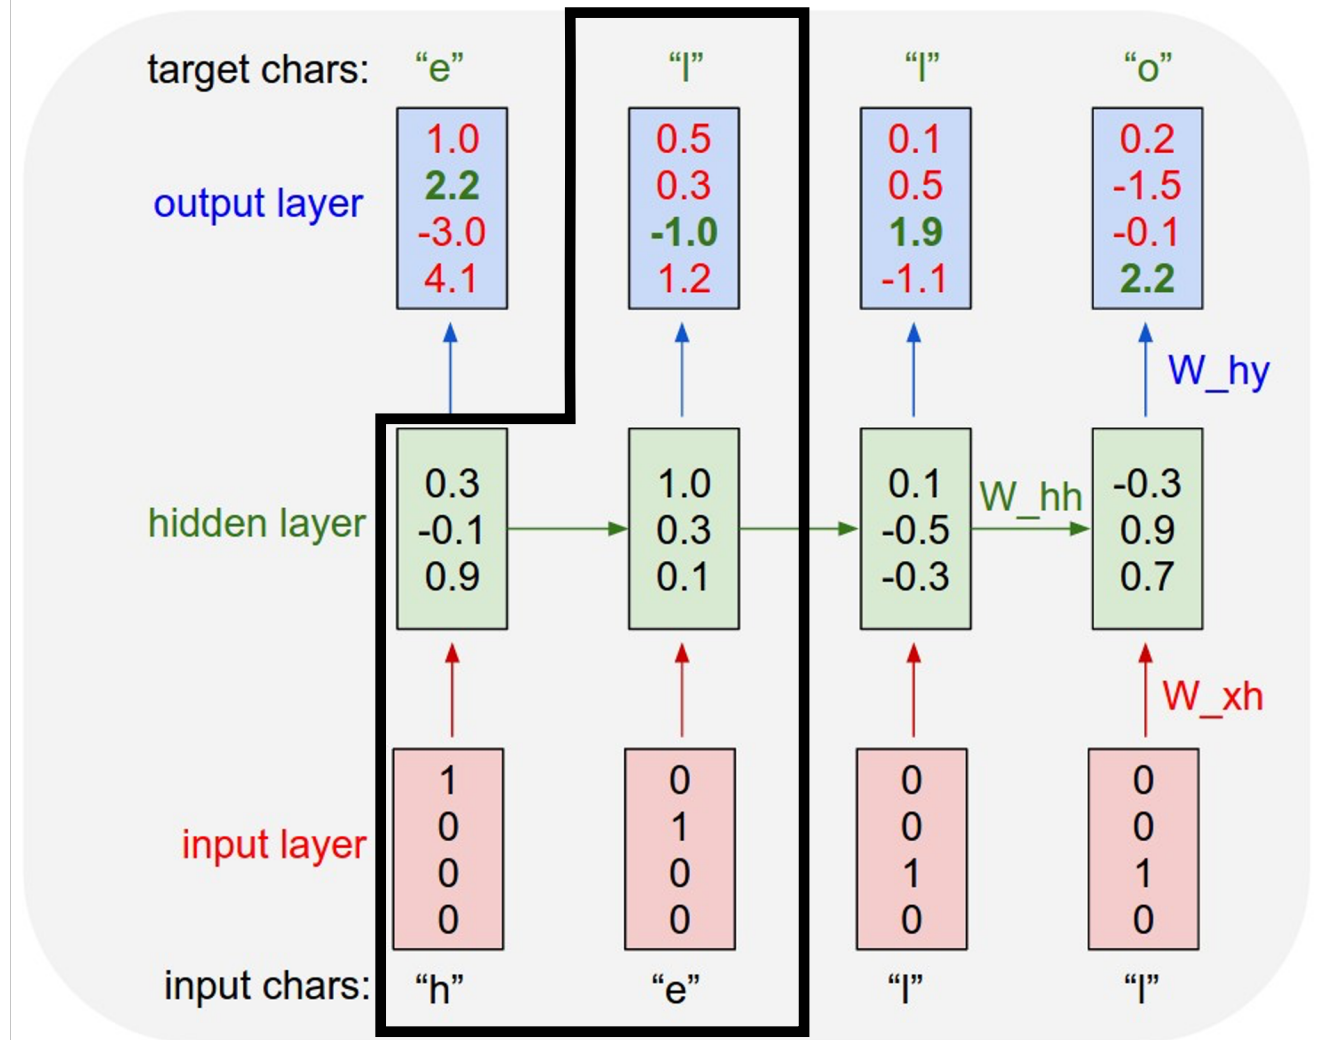 target chars: “e” “l” “l” “o”
output layer
1.0 0.5 0.1 0.2
2.2 0.3 0.5 -1.5
-3.0 -1.0 1.9 -0.1
4.1 1.2 -1.1 2.2
W_hy
hidden layer
0.3 1.0 0.1 -0.3
-0.1 0.3 -0.5 0.9
0.9 0.1 -0.3 0.7
W_hh
W_xh
input layer
1 0 0 0
0 1 0 0
0 0 1 1
0 0 0 0
input chars: “h” “e” “l” “l”